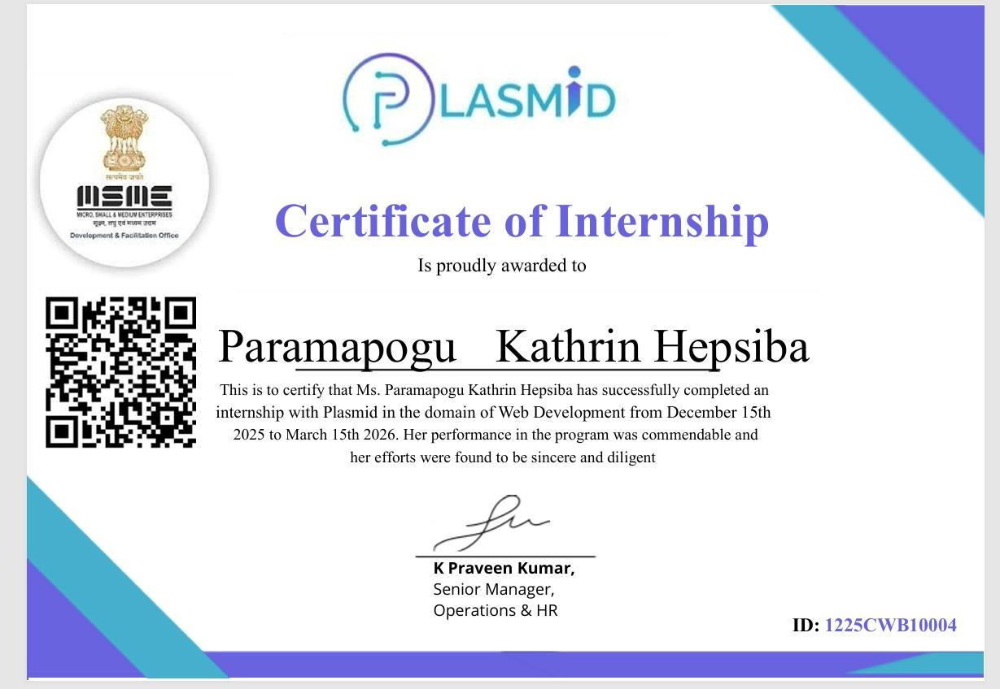 PLASMiD
सत्यमेव जयते
MSME
MICRO, SMALL & MEDIUM ENTERPRISES
सूक्ष्म, लघु एवं मध्यम उद्यम
Development & Facilitation Office
Certificate of Internship
Is proudly awarded to
Paramapogu Kathrin Hepsiba
This is to certify that Ms. Paramapogu Kathrin Hepsiba has successfully completed an
internship with Plasmid in the domain of Web Development from December 15th
2025 to March 15th 2026. Her performance in the program was commendable and
her efforts were found to be sincere and diligent
K Praveen Kumar,
Senior Manager,
Operations & HR
ID: 1225CWB10004